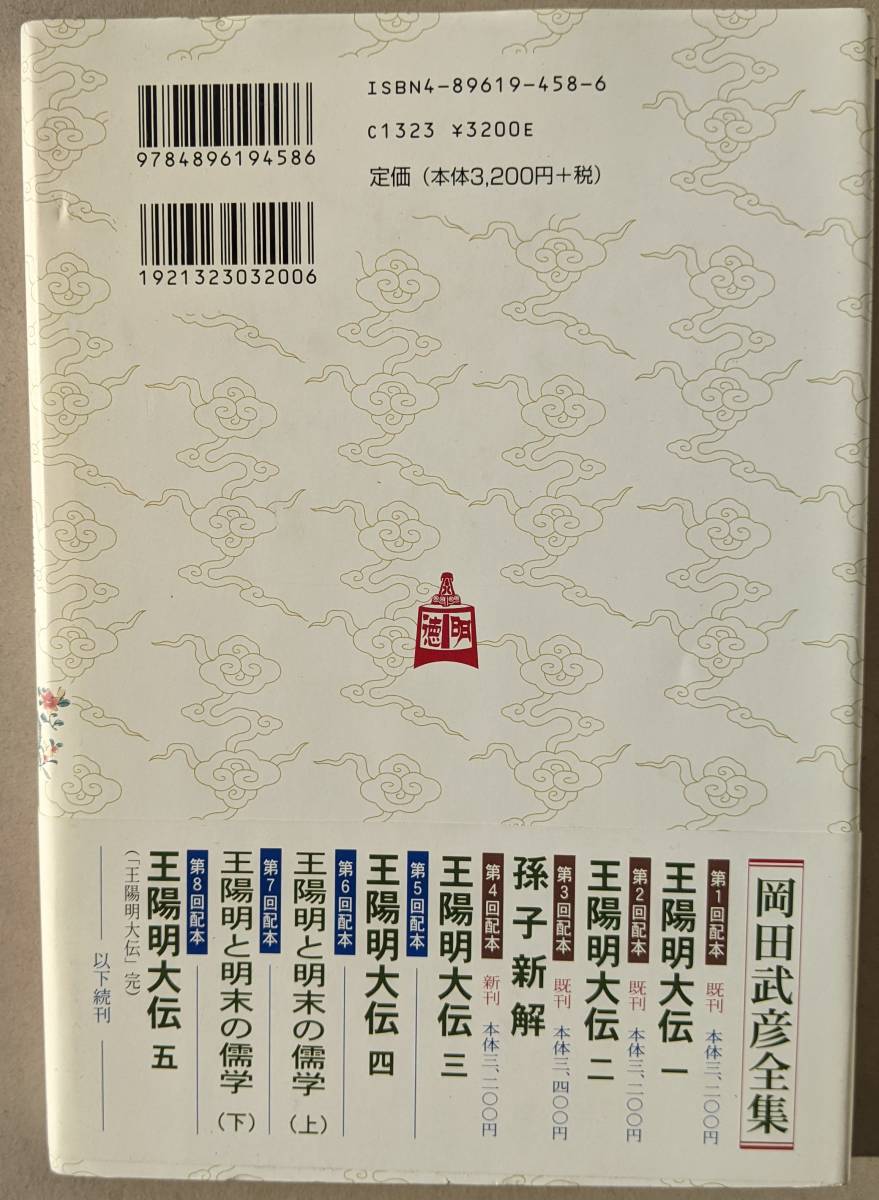 ISBN4-89619-458-6
C1323 ¥3200E
定価(本体3,200円+税)
9784896194586
1921323032006
明徳
岡田武彦全集
第1回配本 既刊 本体三、二〇〇円
王陽明大伝 一
第2回配本 既刊 本体三、二〇〇円
王陽明大伝 二
第3回配本 既刊 本体三、四〇〇円
孫子新解
第4回配本 新刊 本体三、二〇〇円
王陽明大伝 三
第5回配本
王陽明大伝 四
第6回配本
王陽明と明末の儒学(上)
第7回配本
王陽明と明末の儒学(下)
第8回配本
王陽明大伝 五
(「王陽明大伝」完)
以下続刊